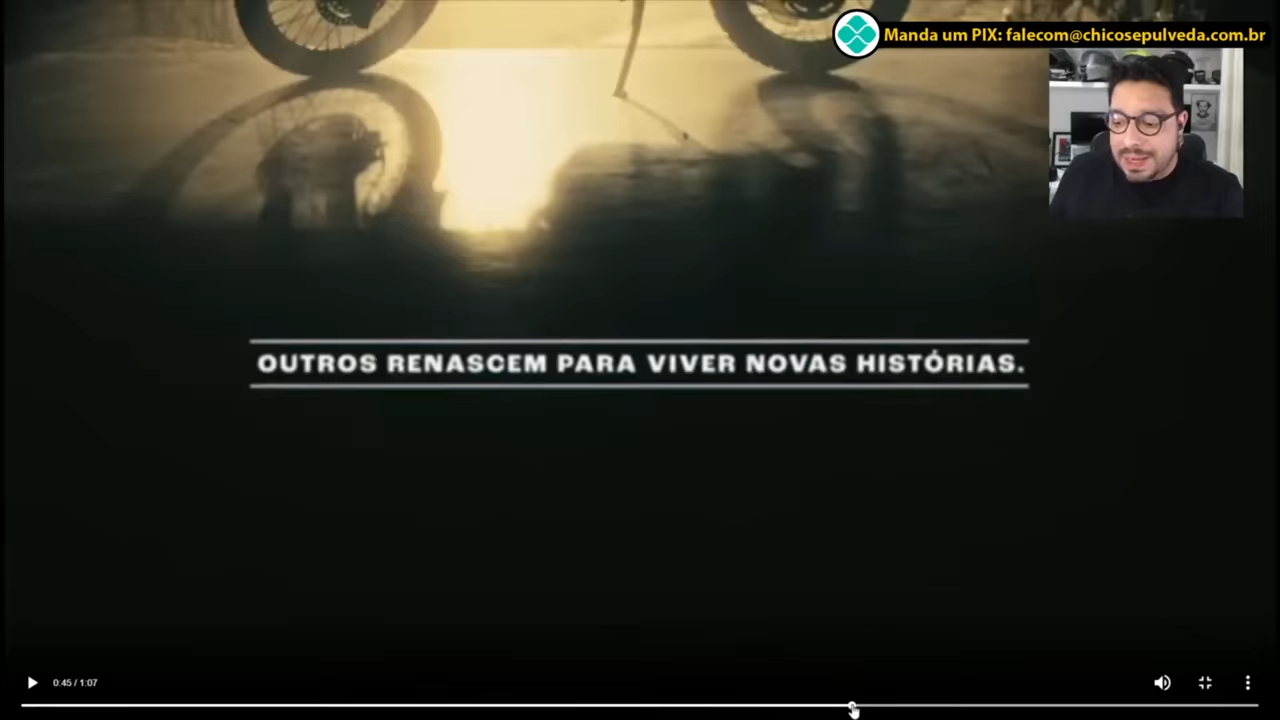 Manda um PIX: falecom@chicosepulveda.com.br
OUTROS RENASCEM PARA VIVER NOVAS HISTÓRIAS.
0:45 / 1:07